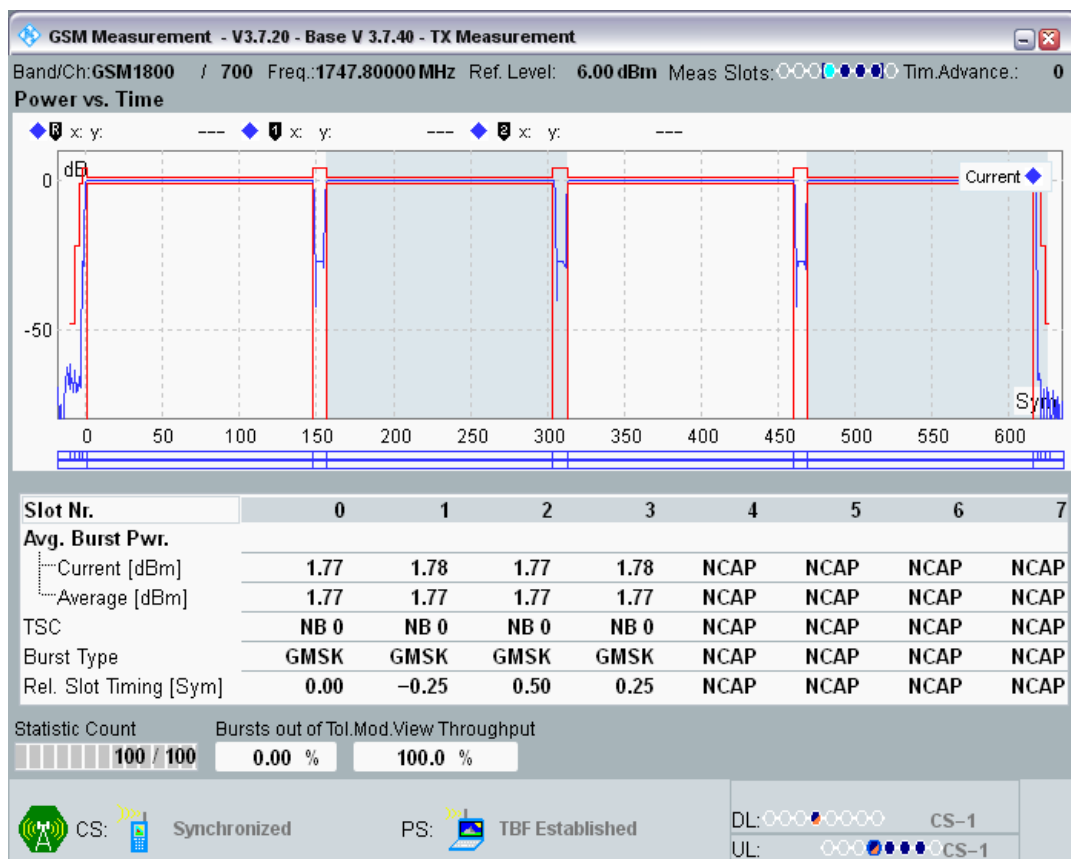 GSM Measurement - V3.7.20 - Base V 3.7.40 - TX Measurement
Band/Ch:GSM1800 / 700 Freq.:1747.80000 MHz Ref. Level: 6.00 dBm Meas Slots: Tim.Advance.: 0
Power vs. Time
R x: y: --- 1 x: y: --- 2 x: y: ---
dB
Current
0
-50
Sym
0 50 100 150 200 250 300 350 400 450 500 550 600
Slot Nr. 0 1 2 3 4 5 6 7
Avg. Burst Pwr.
Current [dBm] 1.77 1.78 1.77 1.78 NCAP NCAP NCAP NCAP
Average [dBm] 1.77 1.77 1.77 1.77 NCAP NCAP NCAP NCAP
TSC NB 0 NB 0 NB 0 NB 0 NCAP NCAP NCAP NCAP
Burst Type GMSK GMSK GMSK GMSK NCAP NCAP NCAP NCAP
Rel. Slot Timing [Sym] 0.00 −0.25 0.50 0.25 NCAP NCAP NCAP NCAP
Statistic Count Bursts out of Tol. Mod.View Throughput
100 / 100 0.00 % 100.0 %
CS: Synchronized PS: TBF Established DL: CS−1
UL: CS−1